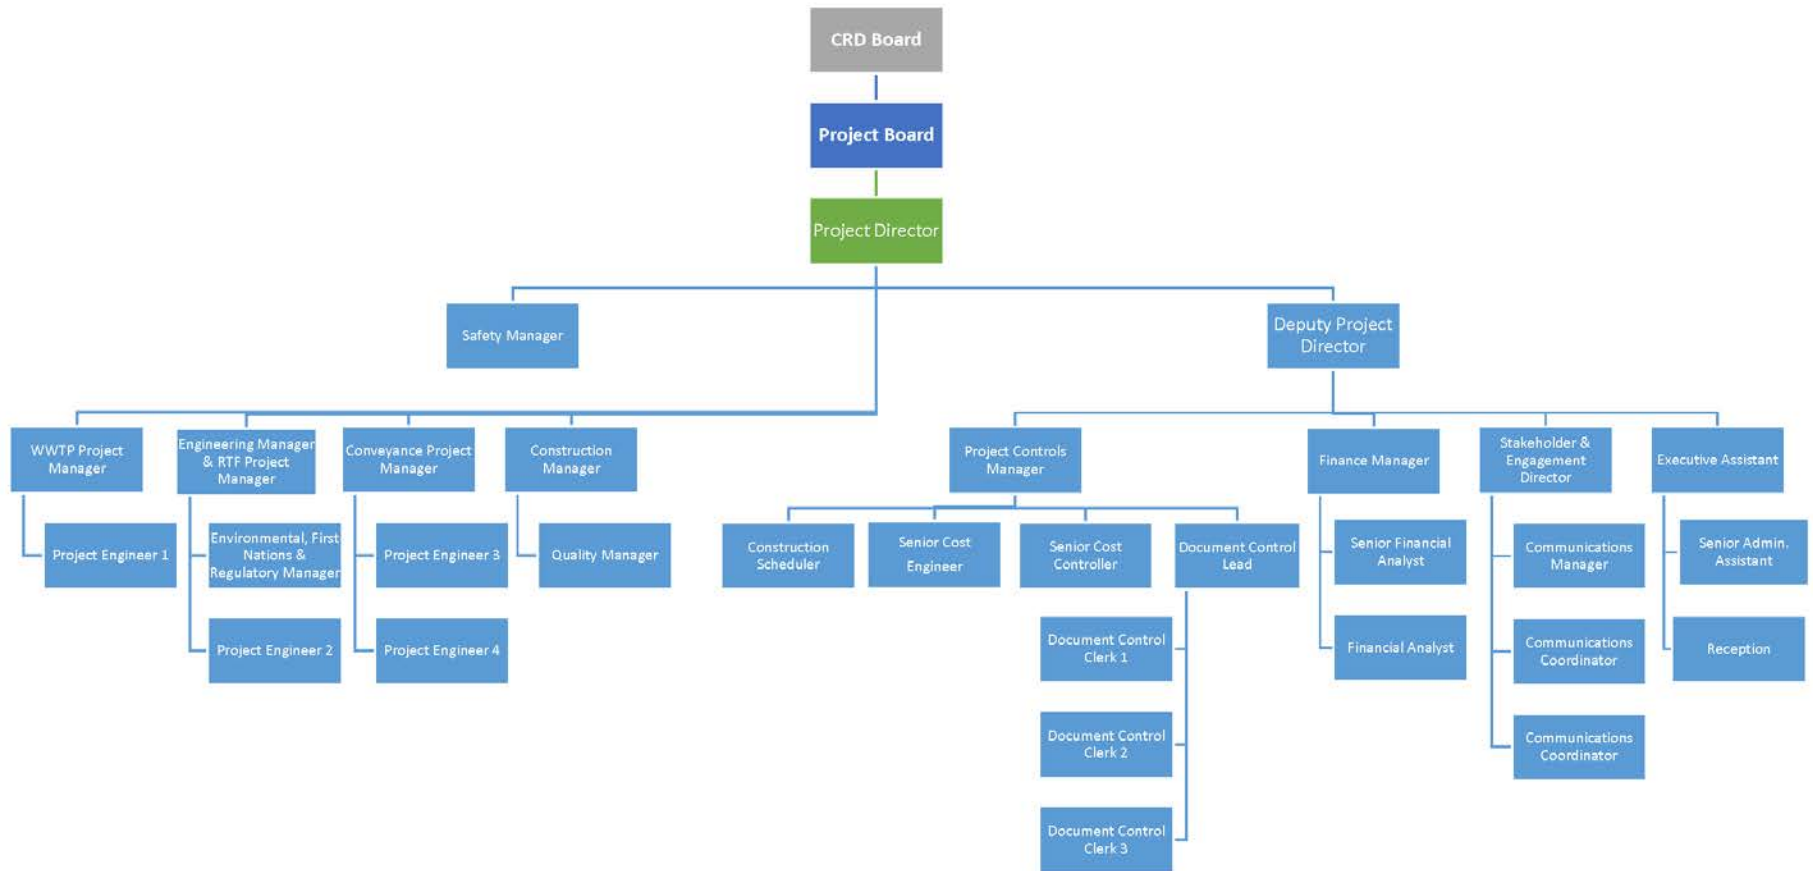 CRD Board
Project Board
Project Director
Safety Manager
Deputy Project
Director
WWTP Project
Manager
Engineering Manager
& RTF Project
Manager
Conveyance Project
Manager
Construction
Manager
Project Controls
Manager
Finance Manager
Stakeholder &
Engagement
Director
Executive Assistant
Project Engineer 1
Environmental, First
Nations &
Regulatory Manager
Project Engineer 3
Quality Manager
Construction
Scheduler
Senior Cost
Engineer
Senior Cost
Controller
Document Control
Lead
Senior Financial
Analyst
Communications
Manager
Senior Admin.
Assistant
Project Engineer 2
Project Engineer 4
Document Control
Clerk 1
Financial Analyst
Communications
Coordinator
Reception
Document Control
Clerk 2
Communications
Coordinator
Document Control
Clerk 3